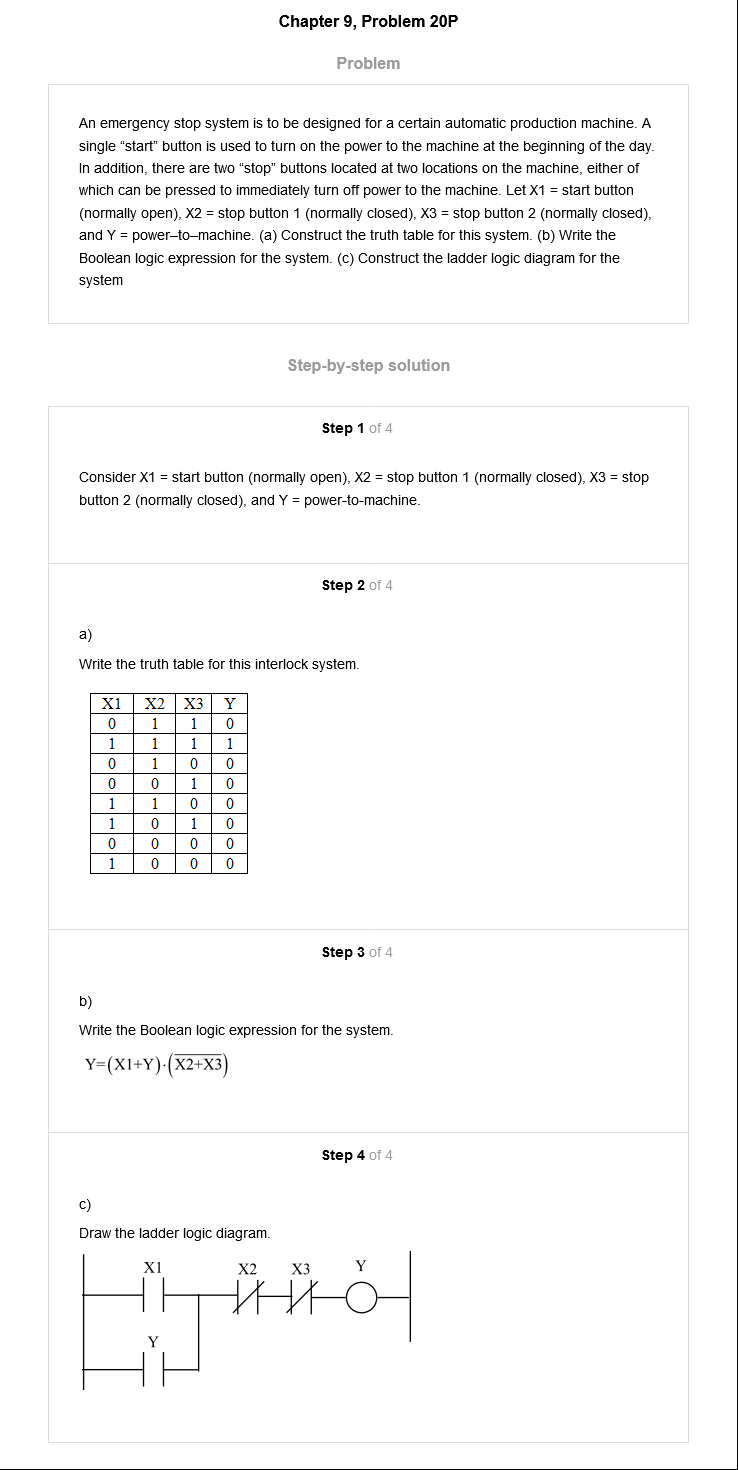 Chapter 9, Problem 20P
Problem
An emergency stop system is to be designed for a certain automatic production machine. A
single “start” button is used to turn on the power to the machine at the beginning of the day.
In addition, there are two “stop” buttons located at two locations on the machine, either of
which can be pressed to immediately turn off power to the machine. Let X1 = start button
(normally open), X2 = stop button 1 (normally closed), X3 = stop button 2 (normally closed),
and Y = power–to–machine. (a) Construct the truth table for this system. (b) Write the
Boolean logic expression for the system. (c) Construct the ladder logic diagram for the
system
Step-by-step solution
Step 1 of 4
Consider X1 = start button (normally open), X2 = stop button 1 (normally closed), X3 = stop
button 2 (normally closed), and Y = power-to-machine.
Step 2 of 4
a)
Write the truth table for this interlock system.
X1 X2 X3 Y
0 1 1 0
1 1 1 1
0 1 0 0
0 0 1 0
1 1 0 0
1 0 1 0
0 0 0 0
1 0 0 0
Step 3 of 4
b)
Write the Boolean logic expression for the system.
Y=(X1+Y)·(X̅2̅+̅X̅3̅)
Step 4 of 4
c)
Draw the ladder logic diagram.
X1 X2 X3 Y
Y